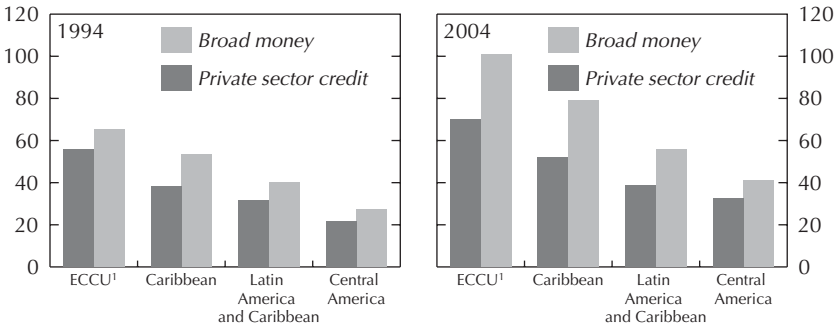 120
100
80
60
40
20
0
1994
Broad money
Private sector credit
ECCU¹
Caribbean
Latin
America
and Caribbean
Central
America
2004
Broad money
Private sector credit
ECCU¹
Caribbean
Latin
America
and Caribbean
Central
America
120
100
80
60
40
20
0